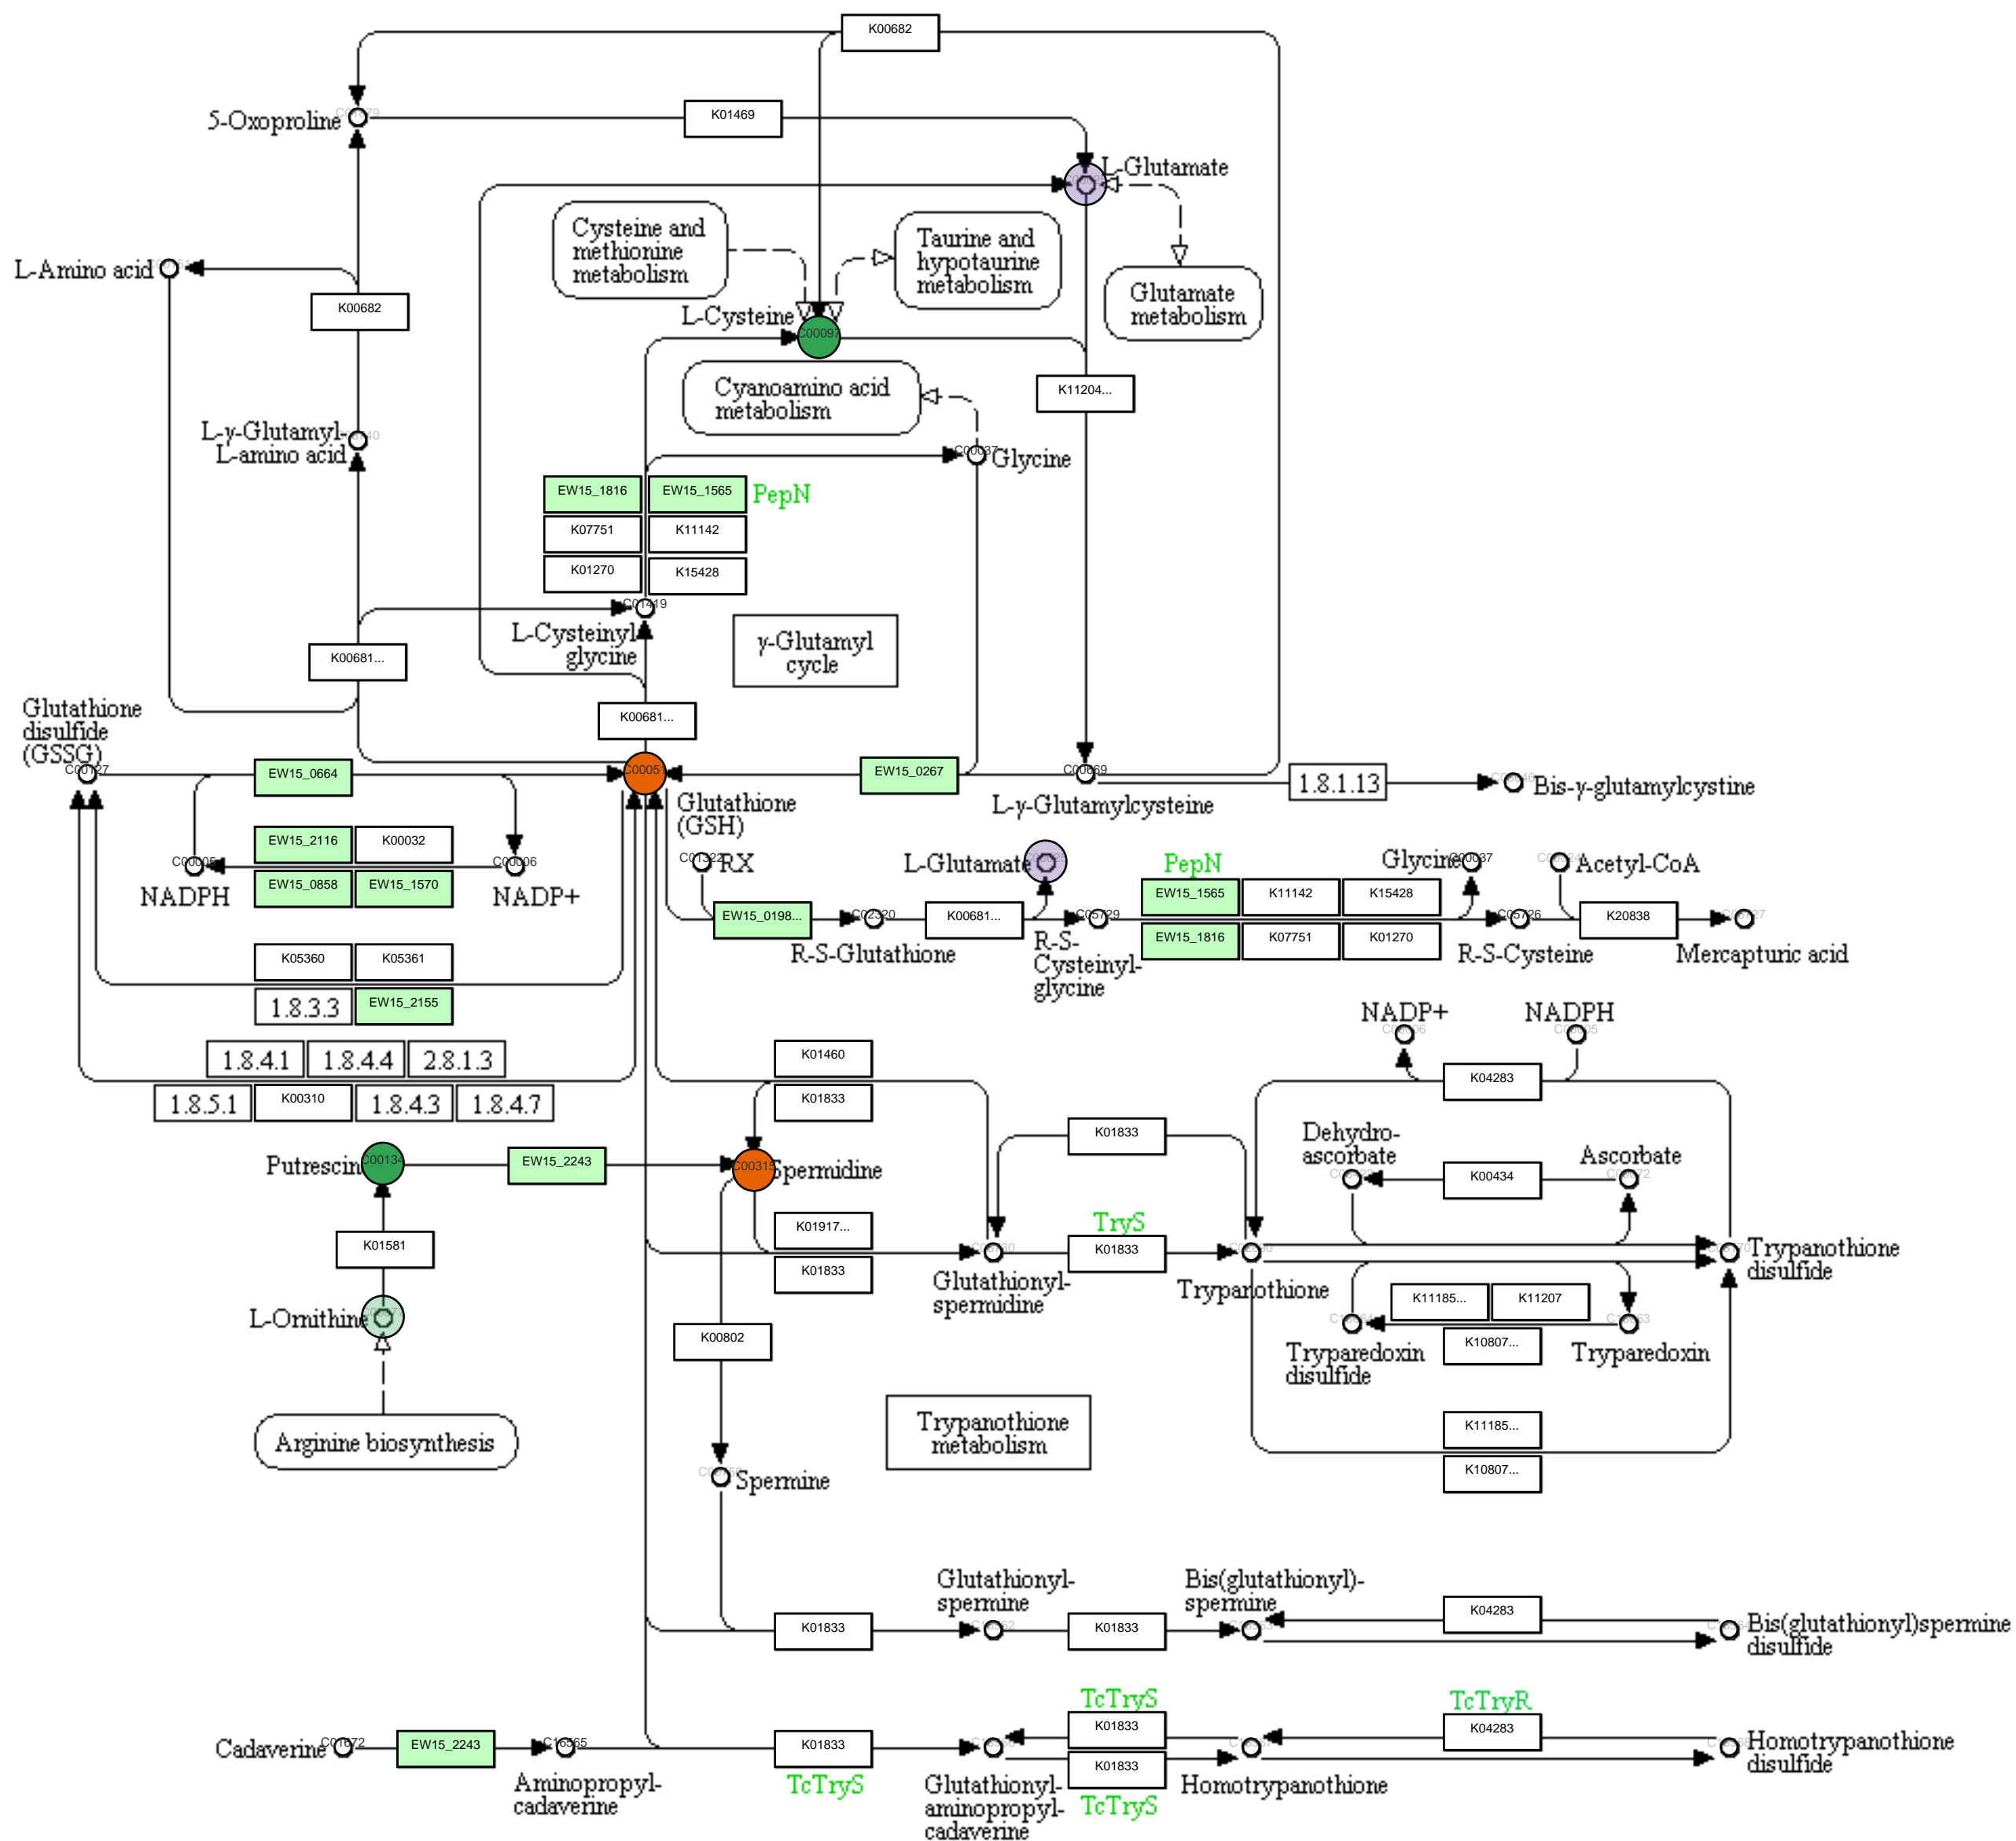 K00682
5-Oxoproline
K01469
L-Glutamate
Cysteine and
methionine
metabolism
Taurine and
hypotaurine
metabolism
L-Amino acid
Glutamate
metabolism
K00682
L-Cysteine
C00097
Cyanoamino acid
metabolism
K11204...
L-γ-Glutamyl-
L-amino acid
C00037
Glycine
EW15_1816
EW15_1565
PepN
K07751
K11142
K01270
K15428
C01419
L-Cysteinyl
glycine
γ-Glutamyl
cycle
K00681...
K00681...
Glutathione
disulfide
(GSSG)
C00127
EW15_0664
C00051
EW15_0267
C00669
1.8.1.13
Bis-γ-glutamylcystine
Glutathione
(GSH)
L-γ-Glutamylcysteine
EW15_2116
K00032
C00005
C00006
NADPH
EW15_0858
EW15_1570
NADP+
C01322
RX
L-Glutamate
PepN
Glycine
C00037
Acetyl-CoA
EW15_1565
K11142
K15428
EW15_0198...
C02320
K00681...
C05729
C05726
K20838
EW15_1816
K07751
K01270
R-S-Glutathione
R-S-
Cysteinyl-
glycine
R-S-Cysteine
Mercapturic acid
K05360
K05361
1.8.3.3
EW15_2155
NADP+
C00006
NADPH
C00005
1.8.4.1
1.8.4.4
2.8.1.3
K01460
K04283
1.8.5.1
K00310
1.8.4.3
1.8.4.7
K01833
K01833
Dehydro-
ascorbate
Ascorbate
Putrescin
C00134
EW15_2243
C00315
Spermidine
K00434
K01581
K01917...
TryS
K01833
K01833
Glutathionyl-
spermidine
Trypanothione
Trypanothione
disulfide
L-Ornithine
K11185...
K11207
K00802
K10807...
Tryparedoxin
disulfide
Tryparedoxin
Arginine biosynthesis
Trypanothione
metabolism
K11185...
K10807...
Spermine
Glutathionyl-
spermine
Bis(glutathionyl)-
spermine
K01833
K01833
K04283
Bis(glutathionyl)spermine
disulfide
TcTryS
TcTryR
K01833
K04283
Cadaverine
C01672
EW15_2243
C16565
K01833
Homotrypanothione
disulfide
K01833
Aminopropyl-
cadaverine
TcTryS
Glutathionyl-
aminopropyl-
cadaverine
TcTryS
Homotrypanothione